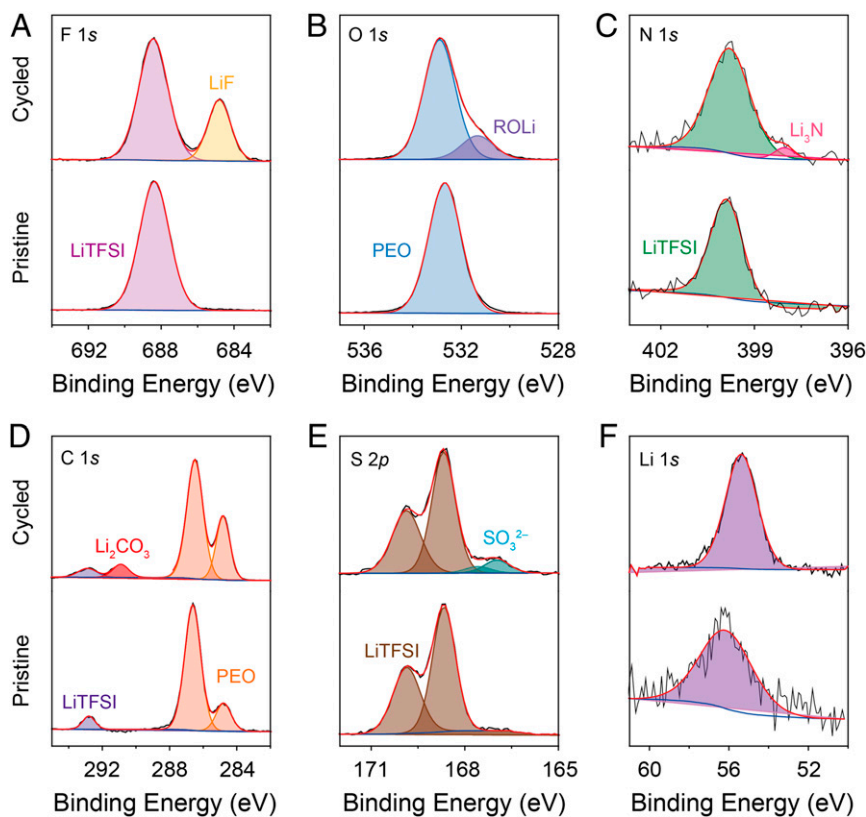 A
F 1s
Cycled
LiF
Pristine
LiTFSI
692 688 684
Binding Energy (eV)
B
O 1s
ROLi
PEO
536 532 528
Binding Energy (eV)
C
N 1s
Li₃N
LiTFSI
402 399 396
Binding Energy (eV)
D
C 1s
Cycled
Li₂CO₃
Pristine
PEO
LiTFSI
292 288 284
Binding Energy (eV)
E
S 2p
SO₃²⁻
LiTFSI
171 168 165
Binding Energy (eV)
F
Li 1s
60 56 52
Binding Energy (eV)